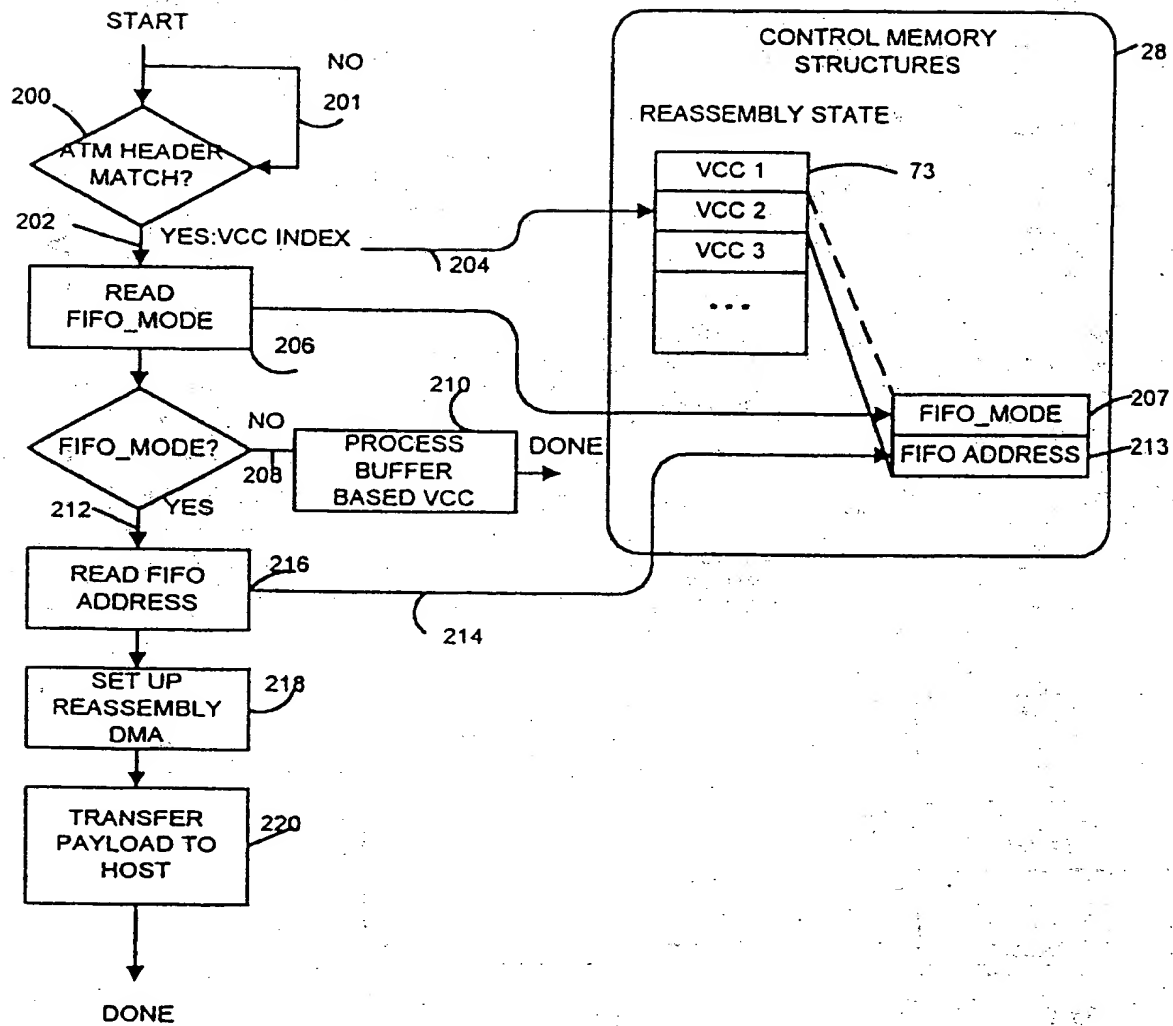 START
NO
200
201
ATM HEADER
MATCH?
202
YES:VCC INDEX
204
READ
FIFO_MODE
206
FIFO_MODE?
NO
208
210
PROCESS
BUFFER
BASED VCC
DONE
212
YES
READ FIFO
ADDRESS
216
214
SET UP
REASSEMBLY
DMA
218
TRANSFER
PAYLOAD TO
HOST
220
DONE
CONTROL MEMORY
STRUCTURES
28
REASSEMBLY STATE
VCC 1
73
VCC 2
VCC 3
...
FIFO_MODE
207
FIFO ADDRESS
213